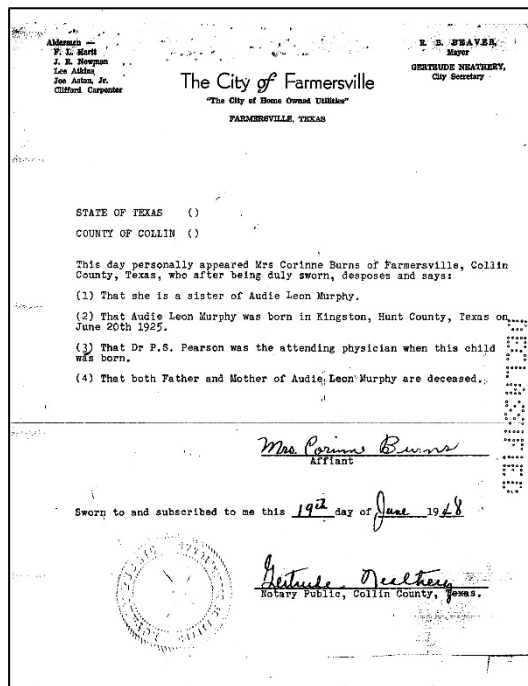 Aldermen —
F. L. Hartt
J. R. Newman
Lee Atkins
Joe Aston, Jr.
Clifford Carpenter
R. B. BEAVER,
Mayor
GERTRUDE NEATHERY,
City Secretary
The City of Farmersville
"The City of Home Owned Utilities"
FARMERSVILLE, TEXAS
STATE OF TEXAS ()
COUNTY OF COLLIN ()
This day personally appeared Mrs Corinne Burns of Farmersville, Collin
County, Texas, who after being duly sworn, desposes and says:
(1) That she is a sister of Audie Leon Murphy.
(2) That Audie Leon Murphy was born in Kingston, Hunt County, Texas on
June 20th 1925.
(3) That Dr P.S. Pearson was the attending physician when this child
was born.
(4) That both Father and Mother of Audie Leon Murphy are deceased.
DECLASSIFIED
Mrs. Corinne Burns
Affiant
Sworn to and subscribed to me this 19th day of June 1948
Gertrude Neathery
Notary Public, Collin County, Texas.